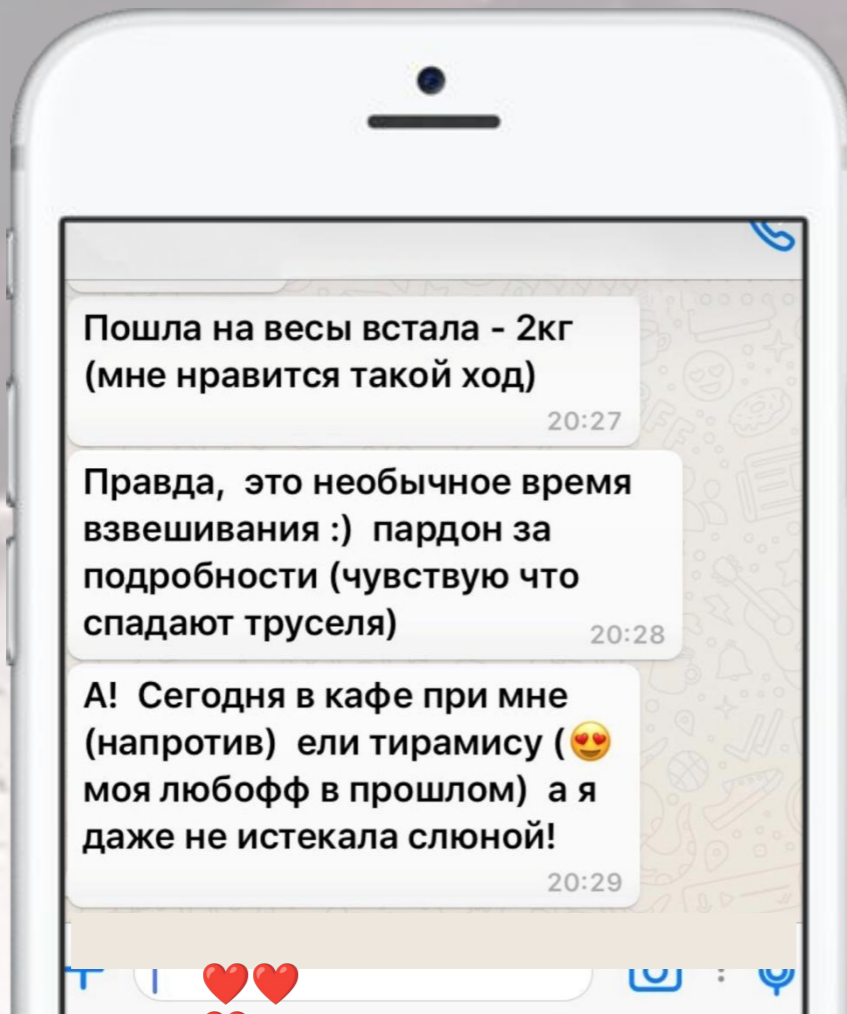 Пошла на весы встала - 2кг
(мне нравится такой ход)
20:27
Правда,  это необычное время
взвешивания :)  пардон за
подробности (чувствую что
спадают труселя)
20:28
А!  Сегодня в кафе при мне
(напротив)  ели тирамису (😍
моя любофф в прошлом)  а я
даже не истекала слюной!
20:29